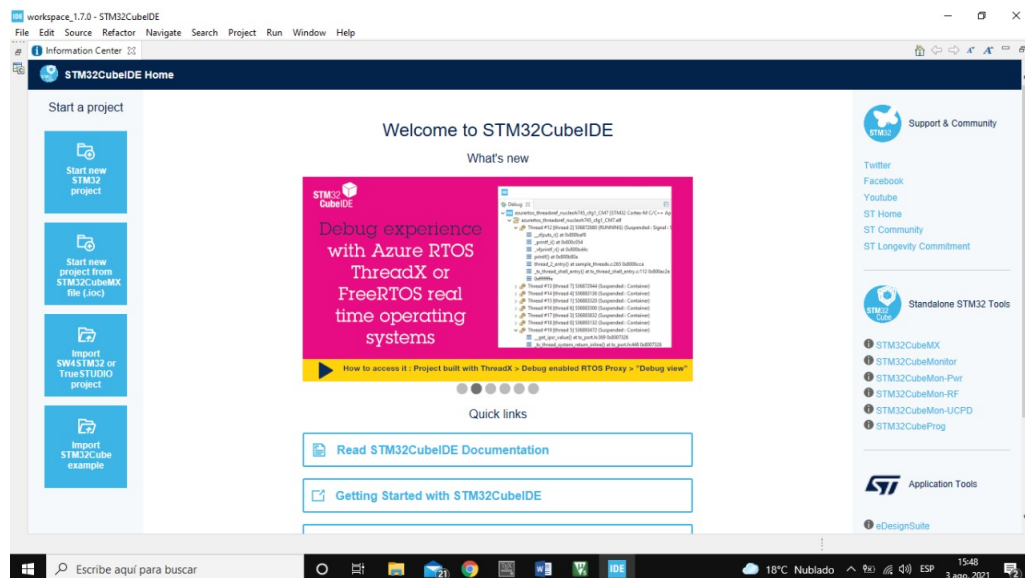 workspace_1.7.0 - STM32CubeIDE
File Edit Source Refactor Navigate Search Project Run Window Help
Information Center
STM32CubeIDE Home
Start a project
Start new
STM32
project
Start new
project from
STM32CubeMX
file (.ioc)
Import
SW4STM32 or
TrueSTUDIO
project
Import
STM32Cube
example
Welcome to STM32CubeIDE
What's new
STM32
CubeIDE
Debug experience
with Azure RTOS
ThreadX or
FreeRTOS real
time operating
systems
Debug
How to access it : Project built with ThreadX > Debug enabled RTOS Proxy > "Debug view"
Quick links
Read STM32CubeIDE Documentation
Getting Started with STM32CubeIDE
STM32
Support & Community
Twitter
Facebook
Youtube
ST Home
ST Community
ST Longevity Commitment
STM32
Cube
Standalone STM32 Tools
STM32CubeMX
STM32CubeMonitor
STM32CubeMon-Pwr
STM32CubeMon-RF
STM32CubeMon-UCPD
STM32CubeProg
Application Tools
eDesignSuite
Escribe aquí para buscar
21
IDE
18°C Nublado
ESP
15:48
3 ago. 2021